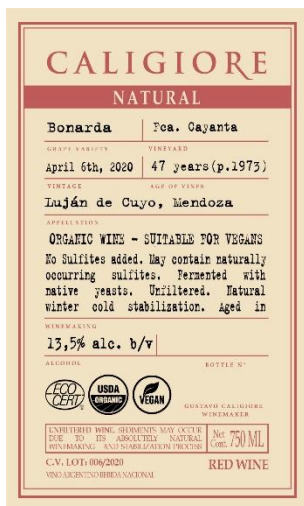 CALIGIORE
NATURAL
Bonarda
Fca. Cayanta
GRAPE VARIETY
VINEYARD
April 6th, 2020
47 years(p.1973)
VINTAGE
AGE OF VINES
Luján de Cuyo, Mendoza
APPELLATION
ORGANIC WINE - SUITABLE FOR VEGANS
No Sulfites added. May contain naturally
occurring sulfites. Fermented with
native yeasts. Unfiltered. Natural
winter cold stabilization. Aged in
WINEMAKING
13,5% alc. b/v
ALCOHOL
BOTTLE Nº
ECO
CERT
USDA
ORGANIC
VEGAN
GUSTAVO CALIGIORE
WINEMAKER
UNFILTERED WINE, SEDIMENTS MAY OCCUR
DUE TO ITS ABSOLUTELY NATURAL
WINEMAKING AND STABILIZATION PROCESS
Net
Cont. 750 ML
C.V. LOT: 006/2020
RED WINE
VINO ARGENTINO BEBIDA NACIONAL